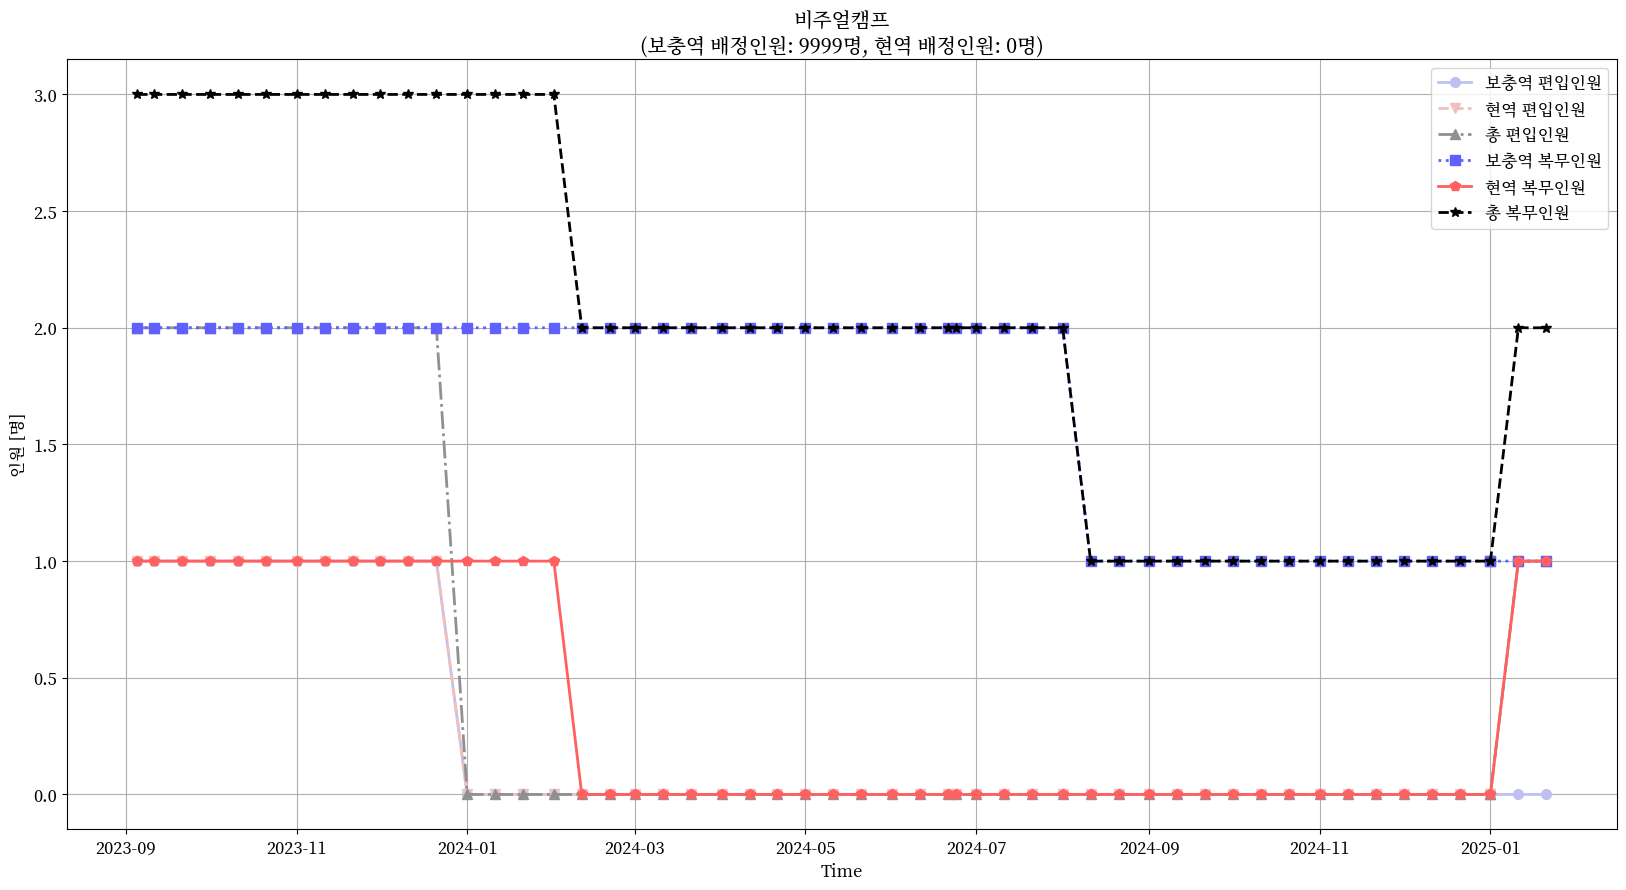 비주얼캠프
(보충역 배정인원: 9999명, 현역 배정인원: 0명)
보충역 편입인원
현역 편입인원
총 편입인원
보충역 복무인원
현역 복무인원
총 복무인원
3.0
2.5
2.0
1.5
1.0
0.5
0.0
인원 [명]
2023-09
2023-11
2024-01
2024-03
2024-05
2024-07
2024-09
2024-11
2025-01
Time